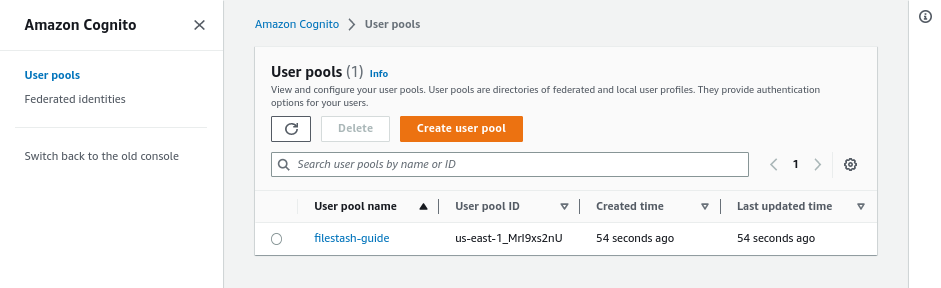 Amazon Cognito
User pools
Federated identities
Switch back to the old console
Amazon Cognito > User pools
User pools (1) Info
View and configure your user pools. User pools are directories of federated and local user profiles. They provide authentication
options for your users.
Delete
Create user pool
Search user pools by name or ID
1
User pool name User pool ID Created time Last updated time
filestash-guide us-east-1_MrI9xs2nU 54 seconds ago 54 seconds ago